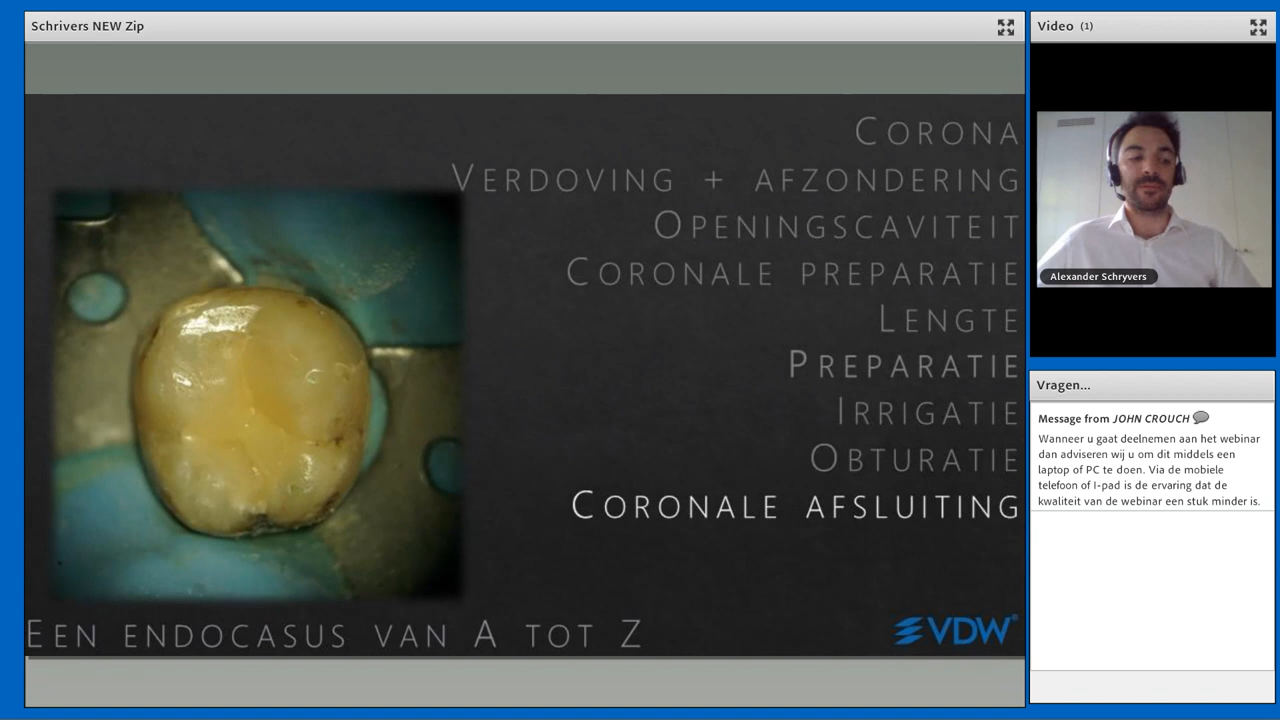 Schrivers NEW Zip
Corona
Verdoving + afzondering
Openingscaviteit
Coronale preparatie
Lengte
Preparatie
Irrigatie
Obturatie
Coronale afsluiting
Een endocasus van A tot Z
VDW®
Video (1)
Alexander Schryvers
Vragen...
Message from JOHN CROUCH
Wanneer u gaat deelnemen aan het webinar
dan adviseren wij u om dit middels een
laptop of PC te doen. Via de mobiele
telefoon of I-pad is de ervaring dat de
kwaliteit van de webinar een stuk minder is.